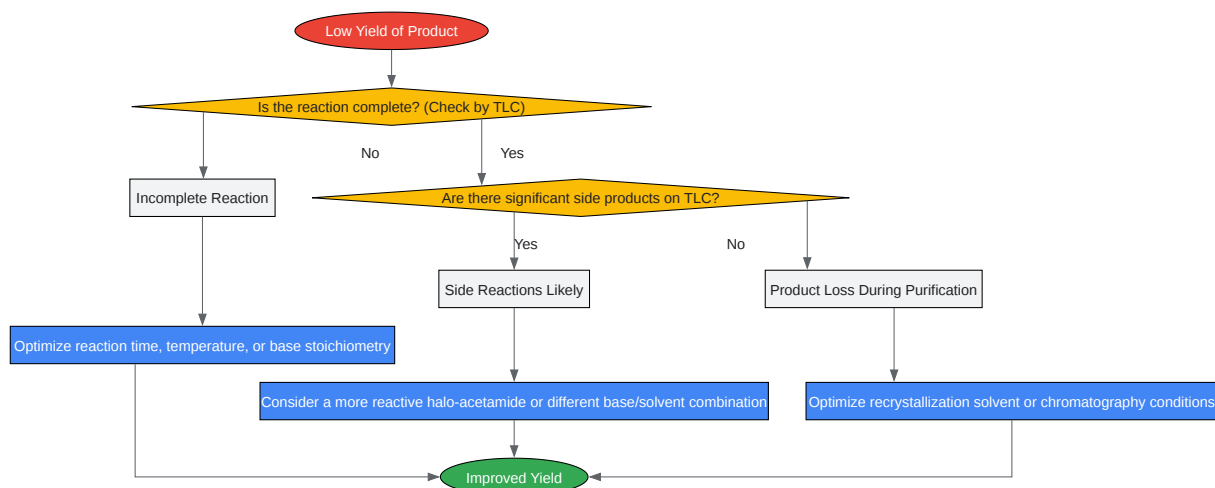 Low Yield of Product
Is the reaction complete? (Check by TLC)
No
Yes
Incomplete Reaction
Are there significant side products on TLC?
Yes
No
Side Reactions Likely
Product Loss During Purification
Optimize reaction time, temperature, or base stoichiometry
Consider a more reactive halo-acetamide or different base/solvent combination
Optimize recrystallization solvent or chromatography conditions
Improved Yield